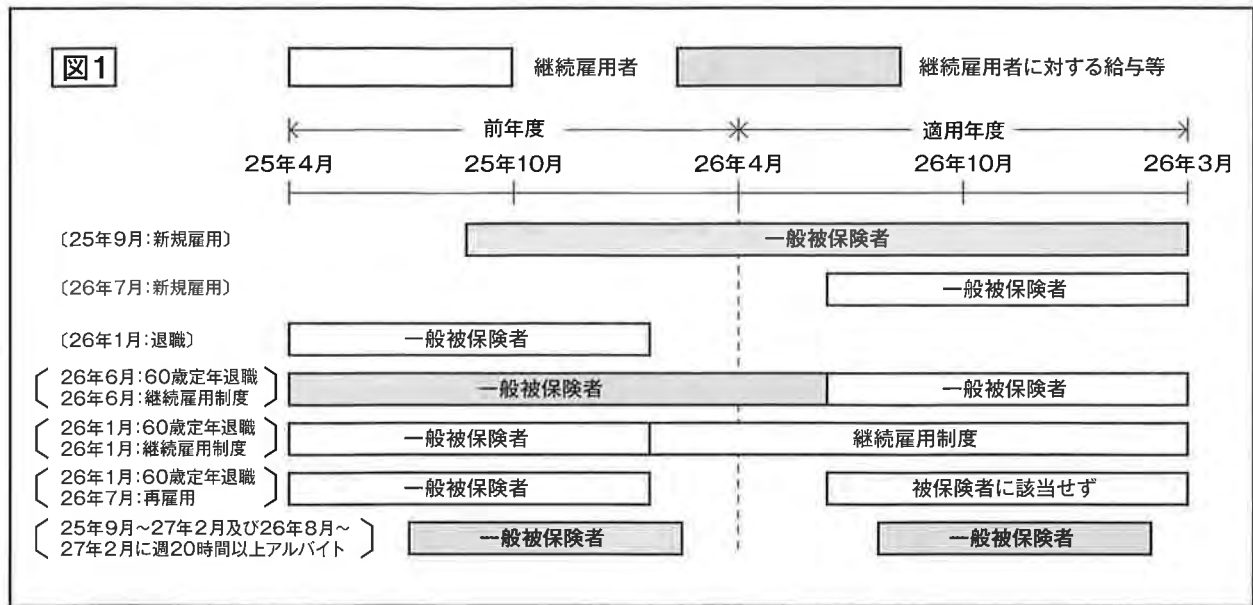 図1
継続雇用者
継続雇用者に対する給与等
前年度
適用年度
25年4月
25年10月
26年4月
26年10月
26年3月
〔25年9月:新規雇用〕
一般被保険者
〔26年7月:新規雇用〕
一般被保険者
〔26年1月:退職〕
一般被保険者
26年6月:60歳定年退職
26年6月:継続雇用制度
一般被保険者
一般被保険者
26年1月:60歳定年退職
26年1月:継続雇用制度
一般被保険者
継続雇用制度
26年1月:60歳定年退職
26年7月:再雇用
一般被保険者
被保険者に該当せず
25年9月~27年2月及び26年8月~
27年2月に週20時間以上アルバイト
一般被保険者
一般被保険者